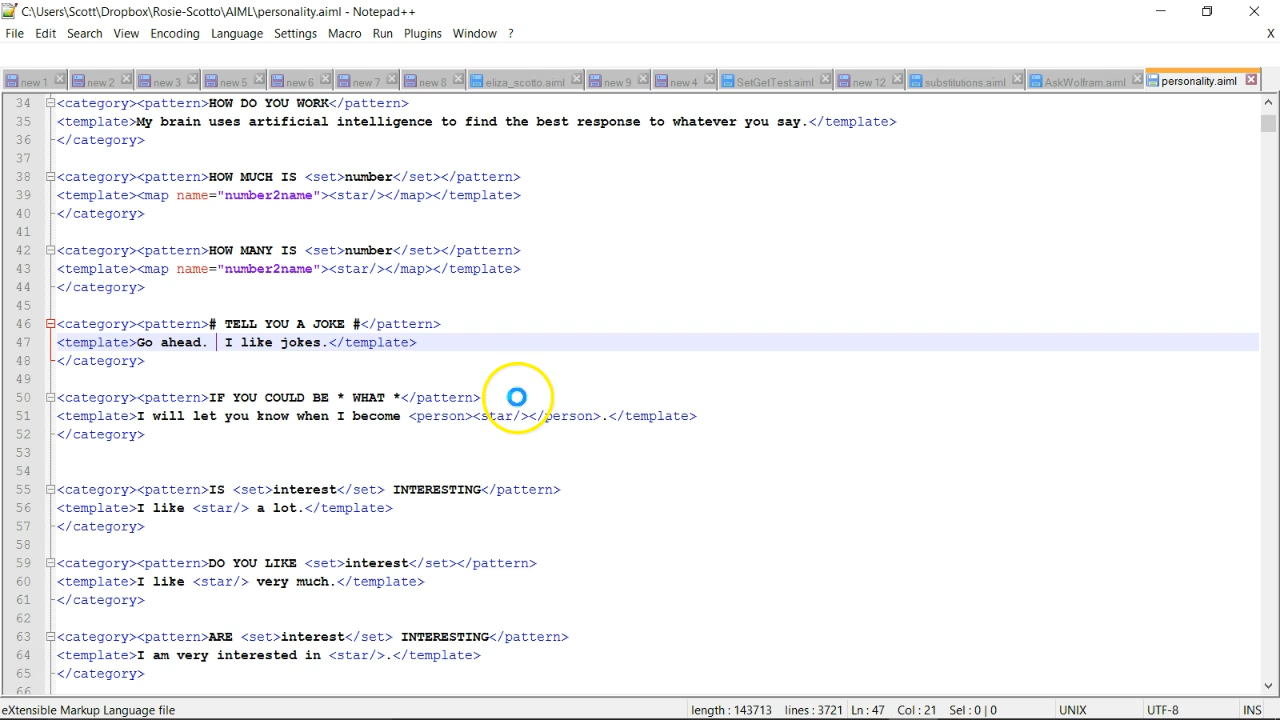 C:\Users\Scott\Dropbox\Rosie-Scotto\AIML\personality.aiml - Notepad++
File Edit Search View Encoding Language Settings Macro Run Plugins Window ? X
new 1 new 2 new 3 new 5 new 6 new 7 new 8 eliza_scotto.aiml new 9 new 4 SetGetTest.aiml new 12 substitutions.aiml AskWolfram.aiml personality.aiml
34 <category><pattern>HOW DO YOU WORK</pattern>
35 <template>My brain uses artificial intelligence to find the best response to whatever you say.</template>
36 </category>
37
38 <category><pattern>HOW MUCH IS <set>number</set></pattern>
39 <template><map name="number2name"><star/></map></template>
40 </category>
41
42 <category><pattern>HOW MANY IS <set>number</set></pattern>
43 <template><map name="number2name"><star/></map></template>
44 </category>
45
46 <category><pattern># TELL YOU A JOKE #</pattern>
47 <template>Go ahead.  I like jokes.</template>
48 </category>
49
50 <category><pattern>IF YOU COULD BE * WHAT *</pattern>
51 <template>I will let you know when I become <person><star/></person>.</template>
52 </category>
53
54
55 <category><pattern>IS <set>interest</set> INTERESTING</pattern>
56 <template>I like <star/> a lot.</template>
57 </category>
58
59 <category><pattern>DO YOU LIKE <set>interest</set></pattern>
60 <template>I like <star/> very much.</template>
61 </category>
62
63 <category><pattern>ARE <set>interest</set> INTERESTING</pattern>
64 <template>I am very interested in <star/>.</template>
65 </category>
66
eXtensible Markup Language file length : 143713 lines : 3721 Ln : 47 Col : 21 Sel : 0 | 0 UNIX UTF-8 INS